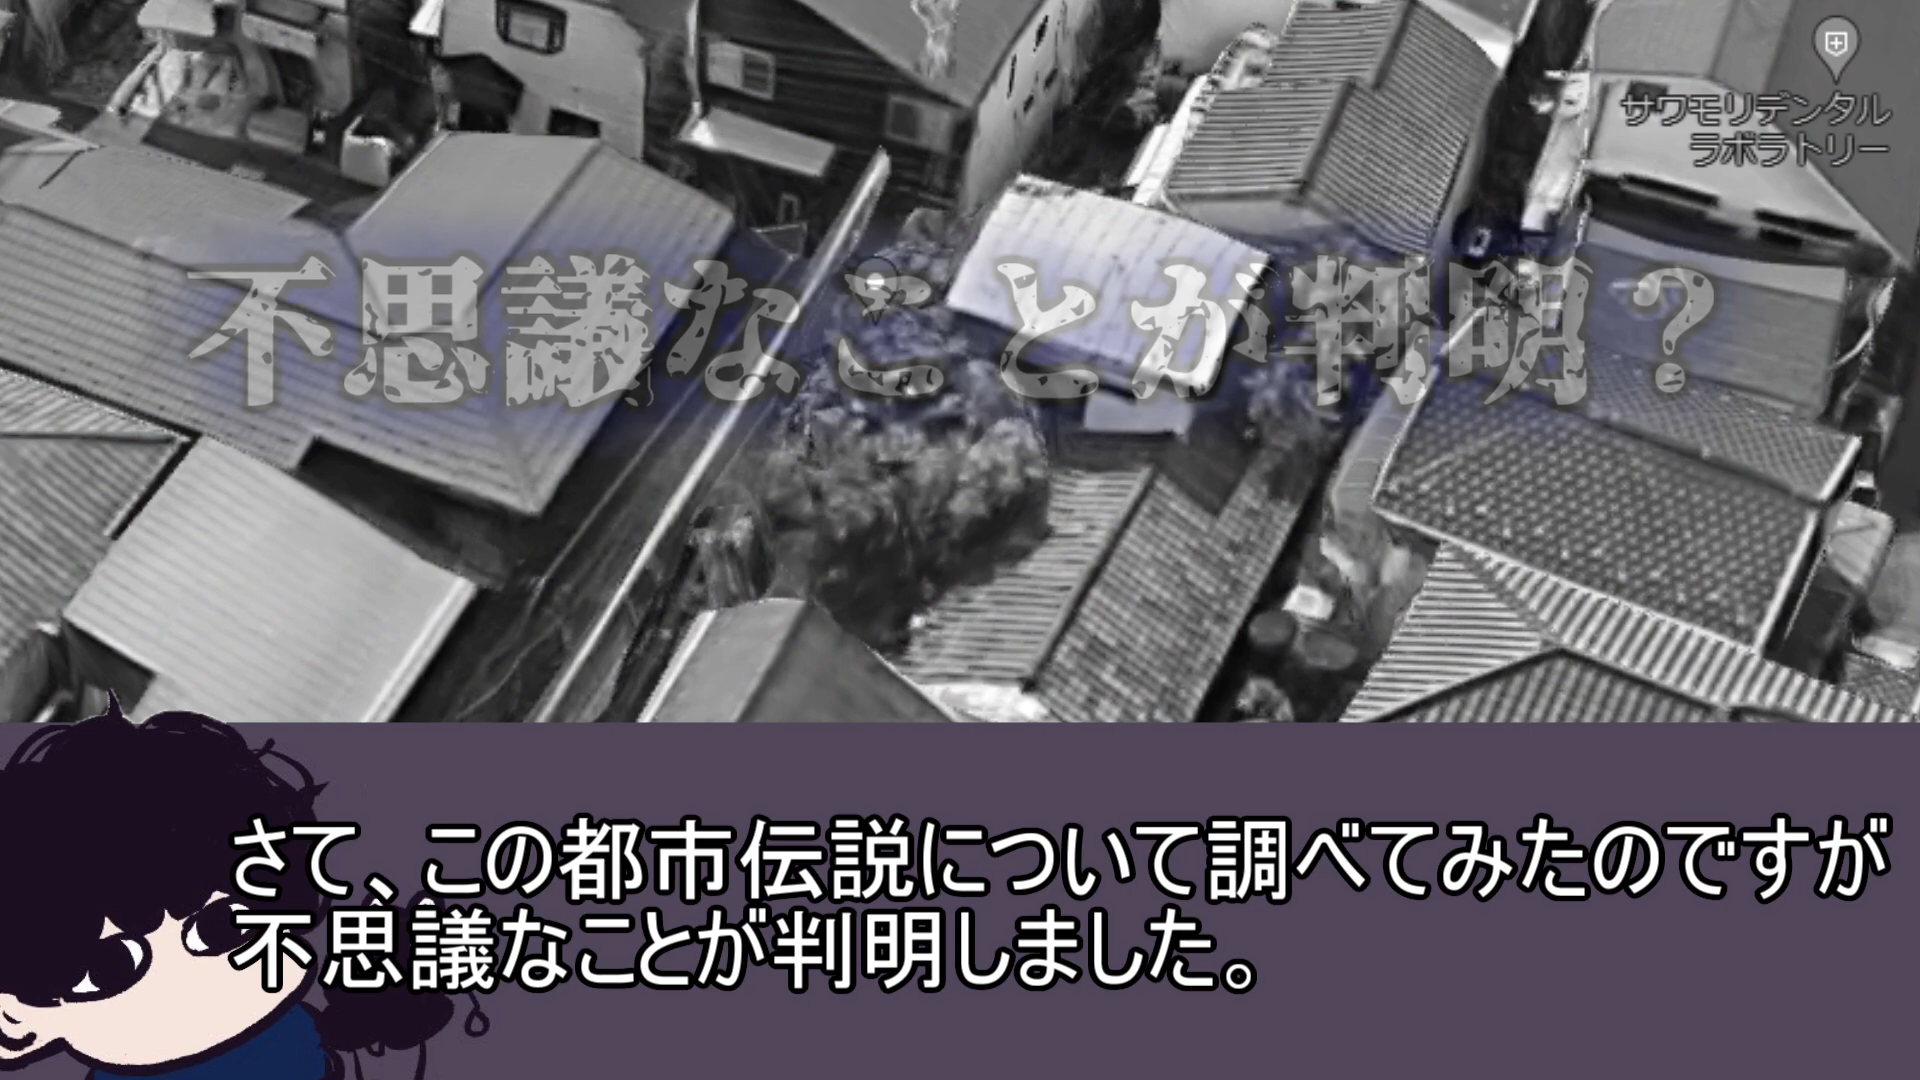 サワモリデンタル
ラボラトリー
不思議なことが判明？
さて、この都市伝説について調べてみたのですが
不思議なことが判明しました。